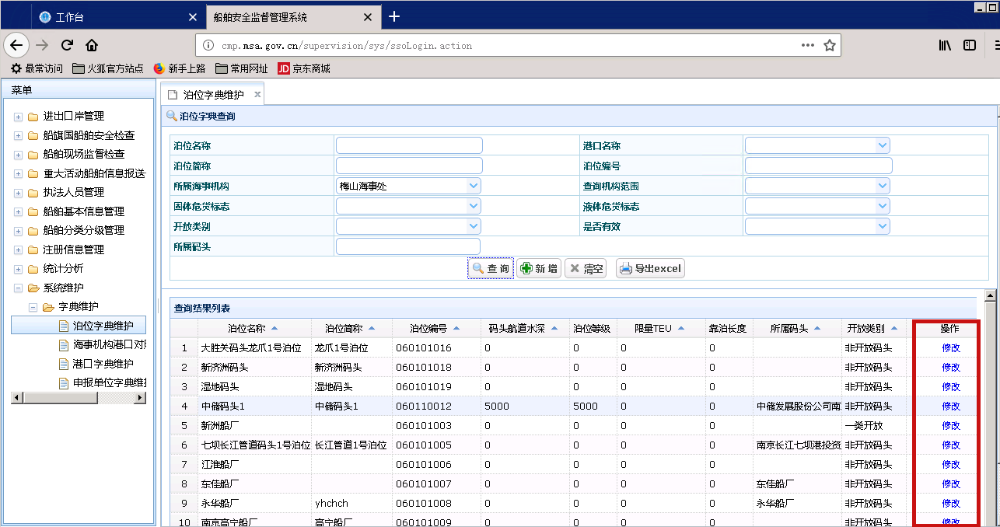 工作台
船舶安全监督管理系统
cmp.msa.gov.cn/supervision/sys/ssoLogin.action
最常访问 火狐官方站点 新手上路 常用网址 JD 京东商城
菜单
进出口岸管理
船旗国船舶安全检查
船舶现场监督检查
重大活动船舶信息报送
执法人员管理
船舶基本信息管理
船舶分类分级管理
注册信息管理
统计分析
系统维护
字典维护
泊位字典维护
海事机构港口对
港口字典维护
申报单位字典维
泊位字典维护
泊位字典查询
泊位名称 港口名称
泊位简称 泊位编号
所属海事机构 梅山海事处 查询机构范围
固体危货标志 液体危货标志
开放类别 是否有效
所属码头
查 询 新 增 清空 导出excel
查询结果列表
泊位名称 泊位简称 泊位编号 码头航道水深 泊位等级 限量TEU 靠泊长度 所属码头 开放类别 操作
1 大胜关码头龙爪1号泊位 龙爪1号泊位 060101016 0 0 0 0 非开放码头 修改
2 新济洲码头 新济洲码头 060101018 0 0 0 0 非开放码头 修改
3 湿地码头 湿地码头 060101019 0 0 0 0 非开放码头 修改
4 中储码头1 中储码头1 060110012 5000 5000 0 0 中储发展股份公司南 非开放码头 修改
5 新洲船厂 060101003 0 0 0 0 一类开放 修改
6 七坝长江管道码头1号泊位 长江管道1号泊位 060101005 0 0 0 0 南京长江七坝港投资 非开放码头 修改
7 江淮船厂 060101006 0 0 0 0 非开放码头 修改
8 东佳船厂 060101007 0 0 0 0 东佳船厂 非开放码头 修改
9 永华船厂 yhchch 060101008 0 0 0 0 永华船厂 非开放码头 修改
10 南京高宁船厂 高宁船厂 060101009 0 0 0 0 非开放码头 修改